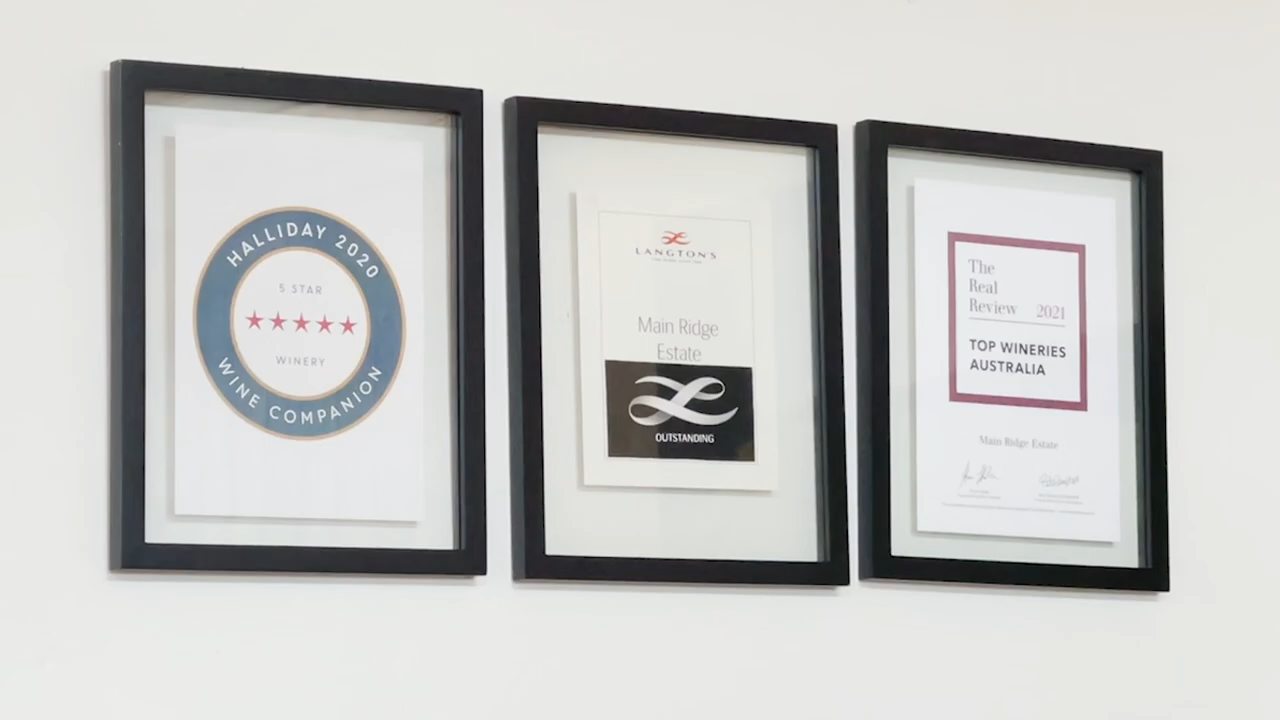 HALLIDAY 2020
5 STAR
WINERY
WINE COMPANION
LANGTON'S
Main Ridge
Estate
OUTSTANDING
The
Real
Review 2021
TOP WINERIES
AUSTRALIA
Main Ridge Estate